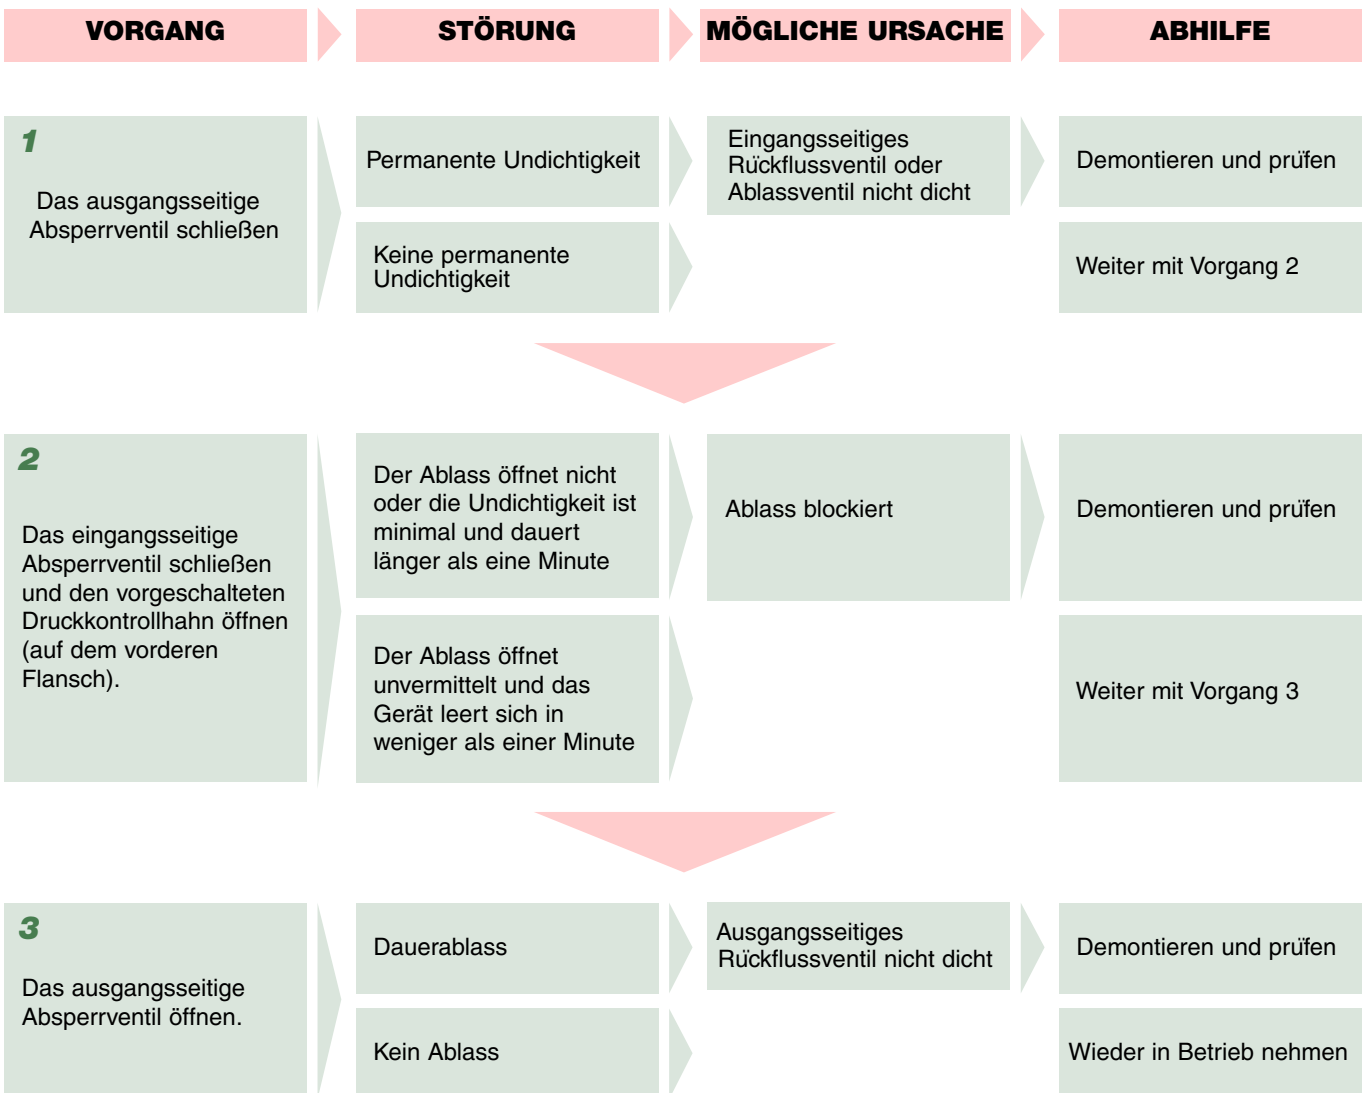 VORGANG
STÖRUNG
MÖGLICHE URSACHE
ABHILFE
1
Das ausgangsseitige
Absperrventil schließen
Permanente Undichtigkeit
Eingangsseitiges
Rückflussventil oder
Ablassventil nicht dicht
Demontieren und prüfen
Keine permanente
Undichtigkeit
Weiter mit Vorgang 2
2
Das eingangsseitige
Absperrventil schließen
und den vorgeschalteten
Druckkontrollhahn öffnen
(auf dem vorderen
Flansch).
Der Ablass öffnet nicht
oder die Undichtigkeit ist
minimal und dauert
länger als eine Minute
Ablass blockiert
Demontieren und prüfen
Der Ablass öffnet
unvermittelt und das
Gerät leert sich in
weniger als einer Minute
Weiter mit Vorgang 3
3
Das ausgangsseitige
Absperrventil öffnen.
Dauerablass
Ausgangsseitiges
Rückflussventil nicht dicht
Demontieren und prüfen
Kein Ablass
Wieder in Betrieb nehmen